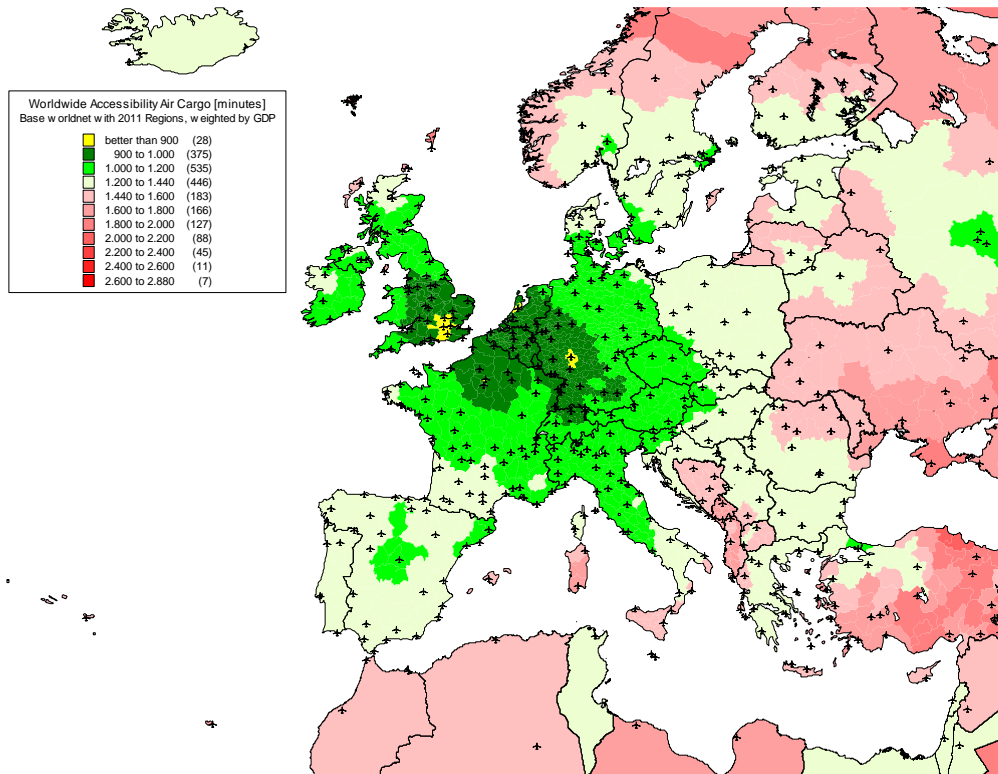 Worldwide Accessibility Air Cargo [minutes]
Base worldnet with 2011 Regions, weighted by GDP
better than 900 (28)
900 to 1.000 (375)
1.000 to 1.200 (535)
1.200 to 1.440 (446)
1.440 to 1.600 (183)
1.600 to 1.800 (166)
1.800 to 2.000 (127)
2.000 to 2.200 (88)
2.200 to 2.400 (45)
2.400 to 2.600 (11)
2.600 to 2.880 (7)